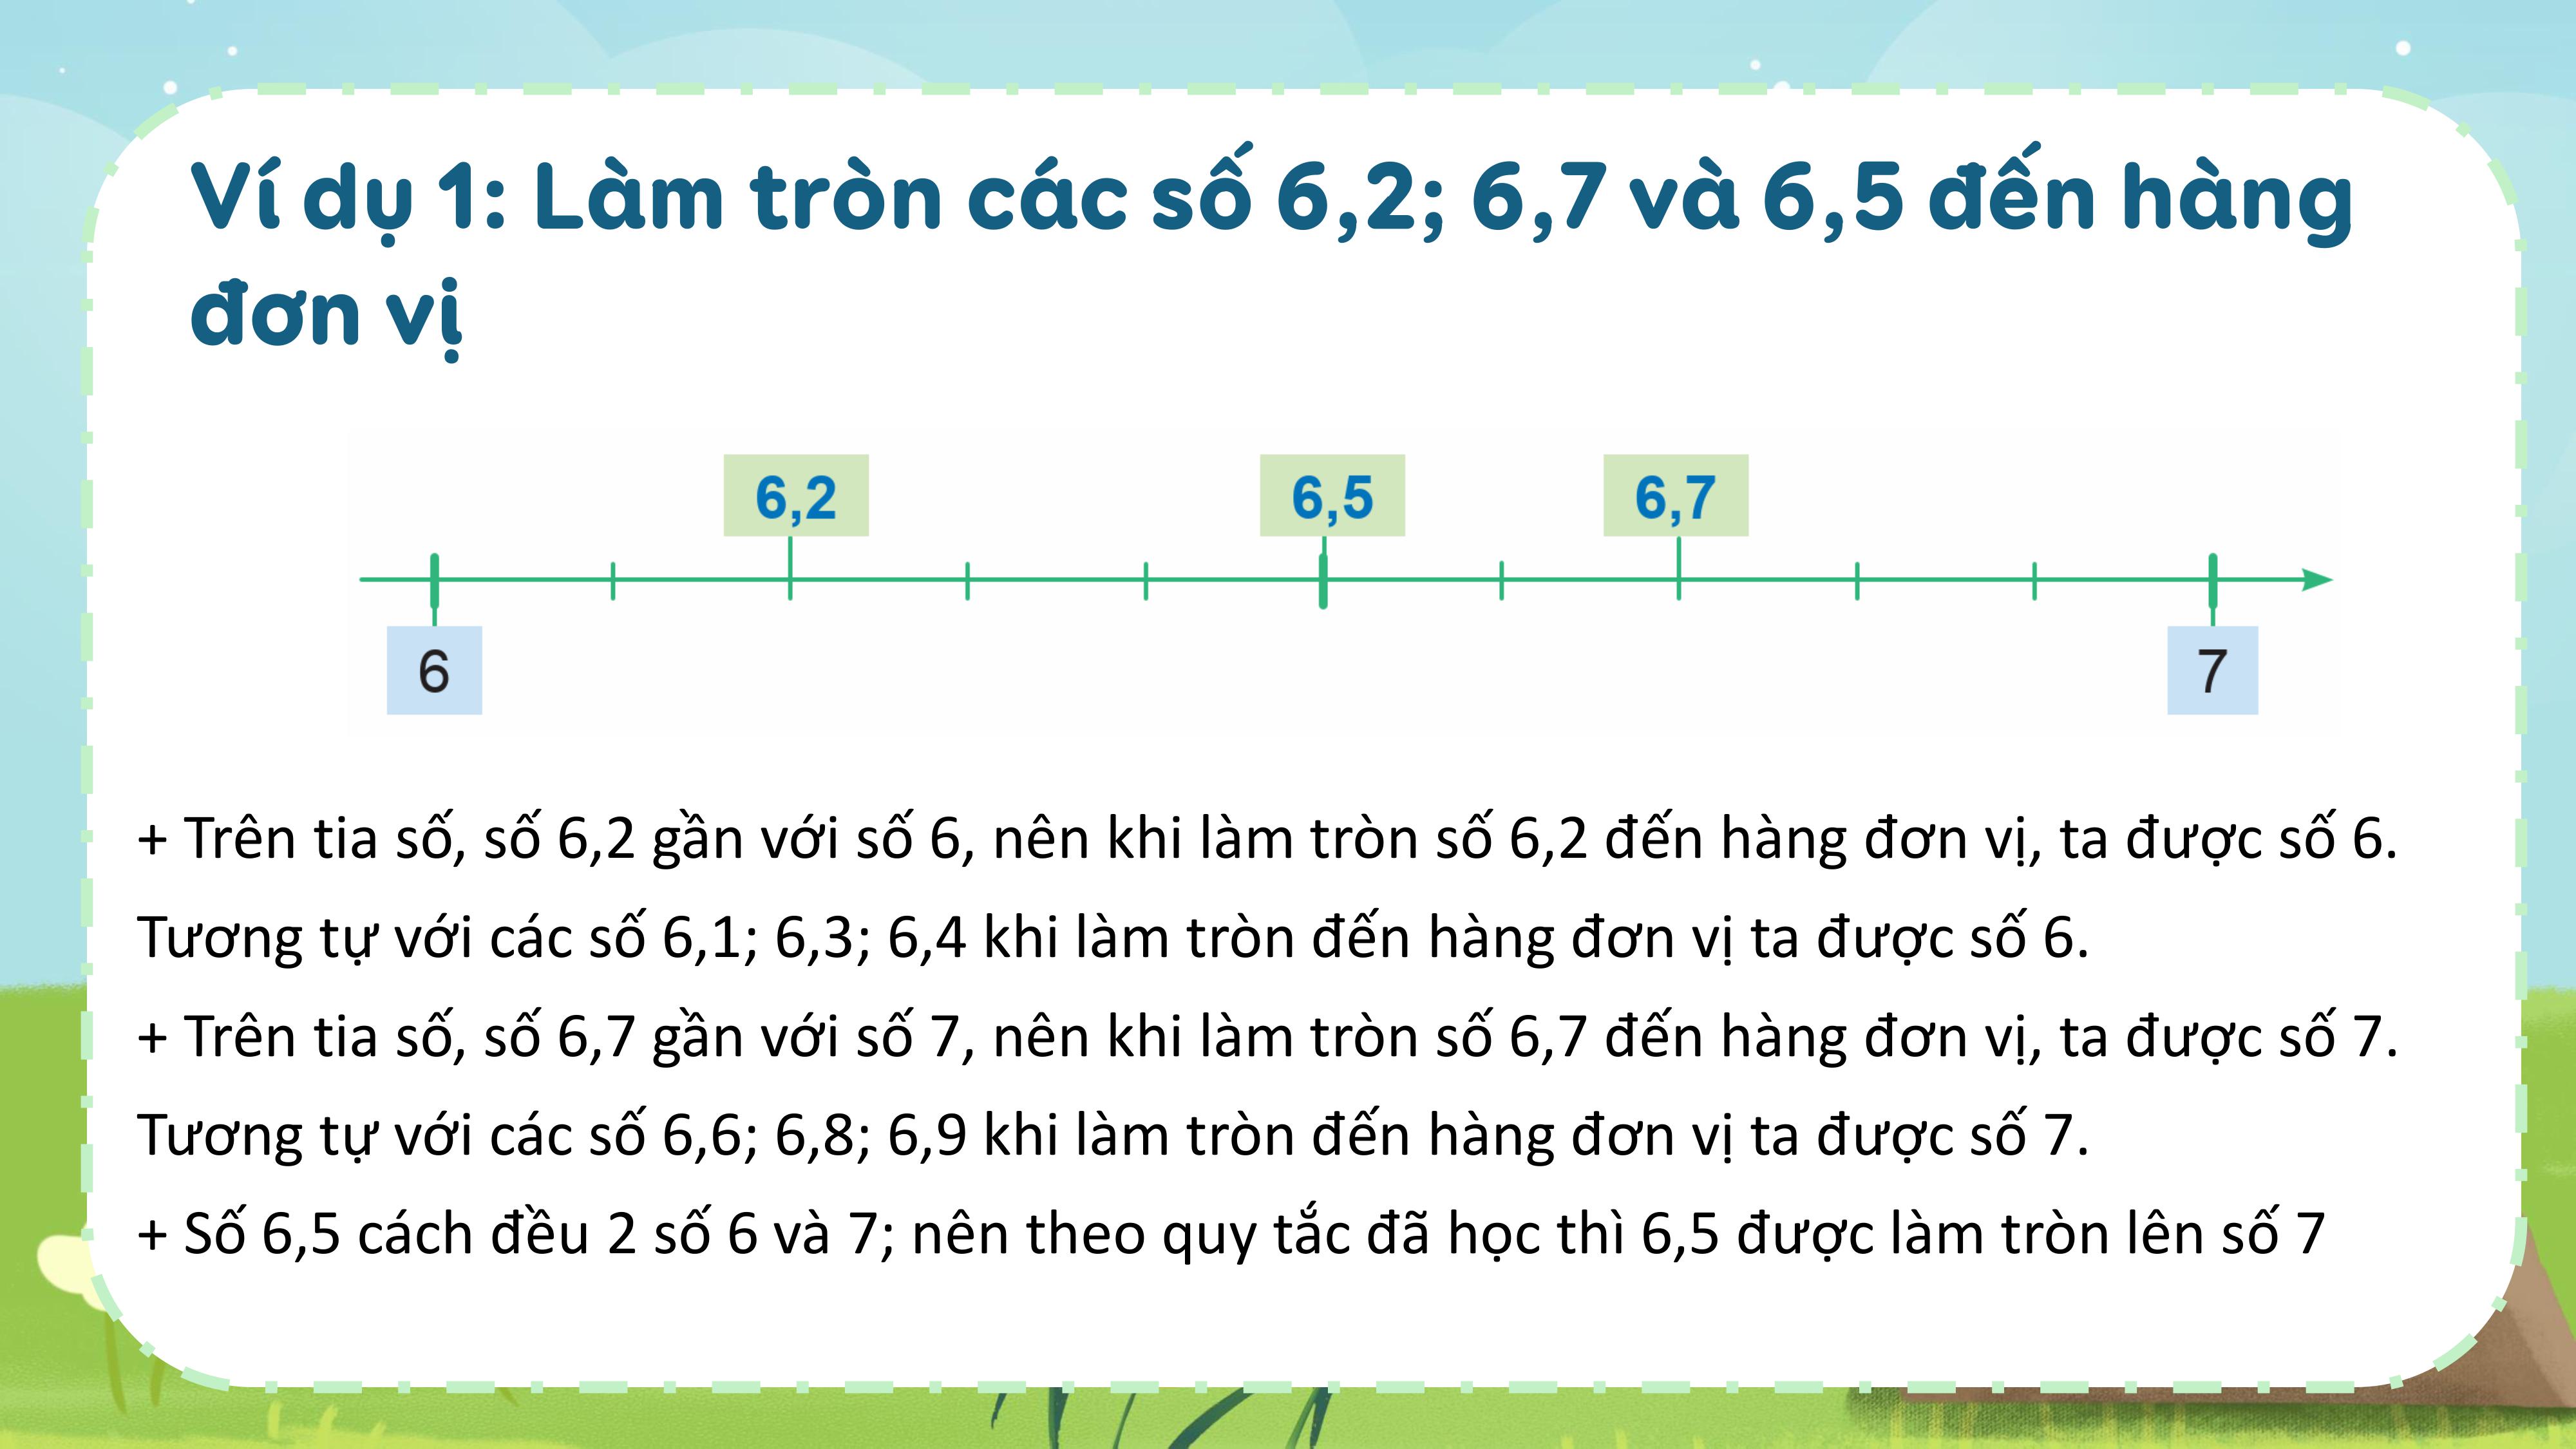 Ví dụ 1: Làm tròn các số 6,2; 6,7 và 6,5 đến hàng
đơn vị
6,2 6,5 6,7
6 7
+ Trên tia số, số 6,2 gần với số 6, nên khi làm tròn số 6,2 đến hàng đơn vị, ta được số 6.
Tương tự với các số 6,1; 6,3; 6,4 khi làm tròn đến hàng đơn vị ta được số 6.
+ Trên tia số, số 6,7 gần với số 7, nên khi làm tròn số 6,7 đến hàng đơn vị, ta được số 7.
Tương tự với các số 6,6; 6,8; 6,9 khi làm tròn đến hàng đơn vị ta được số 7.
+ Số 6,5 cách đều 2 số 6 và 7; nên theo quy tắc đã học thì 6,5 được làm tròn lên số 7